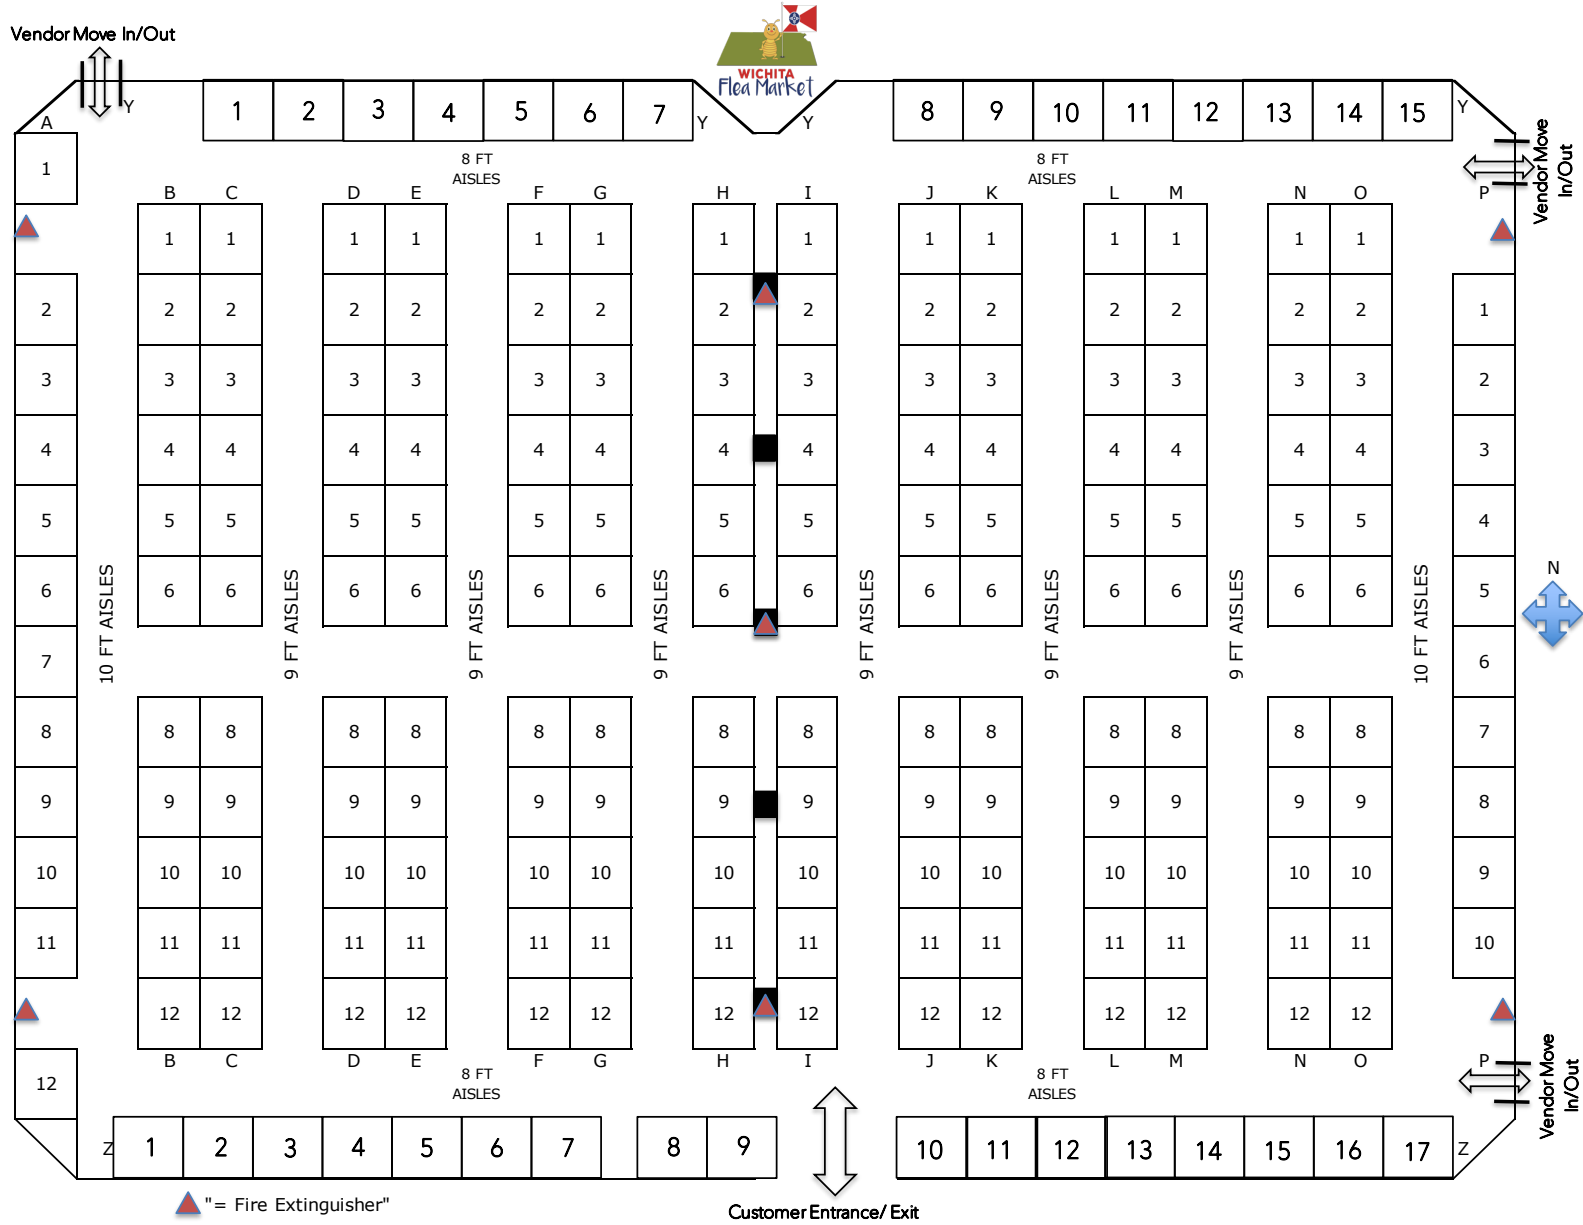 Vendor Move In/Out
WICHITA
Flea Market
Y
A
1 2 3 4 5 6 7 Y
Y 8 9 10 11 12 13 14 15 Y
Vendor Move
In/Out
1
8 FT
AISLES
8 FT
AISLES
B C D E F G H I J K L M N O P
1 1 1 1 1 1 1 1 1 1 1 1 1 1
2 2 2 2 2 2 2 2 2 2 2 2 2 2 2 1
3 3 3 3 3 3 3 3 3 3 3 3 3 3 3 2
4 4 4 4 4 4 4 4 4 4 4 4 4 4 4 3
5 5 5 5 5 5 5 5 5 5 5 5 5 5 5 4
6 6 6 6 6 6 6 6 6 6 6 6 6 6 6 5
N
10 FT AISLES
9 FT AISLES
9 FT AISLES
9 FT AISLES
9 FT AISLES
9 FT AISLES
9 FT AISLES
10 FT AISLES
7 6
8 8 8 8 8 8 8 8 8 8 8 8 8 8 8 7
9 9 9 9 9 9 9 9 9 9 9 9 9 9 9 8
10 10 10 10 10 10 10 10 10 10 10 10 10 10 10 9
11 11 11 11 11 11 11 11 11 11 11 11 11 11 11 10
12 12 12 12 12 12 12 12 12 12 12 12 12 12
B C D E F G H I J K L M N O P
12
8 FT
AISLES
8 FT
AISLES
Vendor Move
In/Out
Z 1 2 3 4 5 6 7 8 9 10 11 12 13 14 15 16 17 Z
"= Fire Extinguisher"
Customer Entrance/ Exit